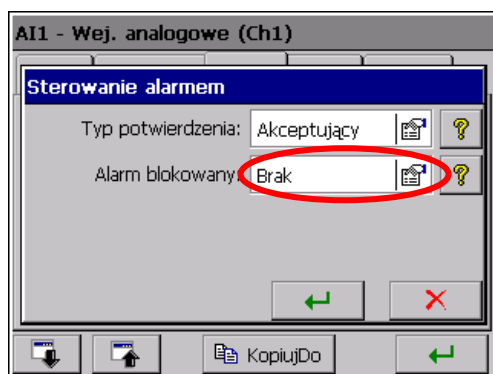 AI1 - Wej. analogowe (Ch1)
Sterowanie alarmem
Typ potwierdzenia: Akceptujący
Alarm blokowany: Brak
KopiujDo